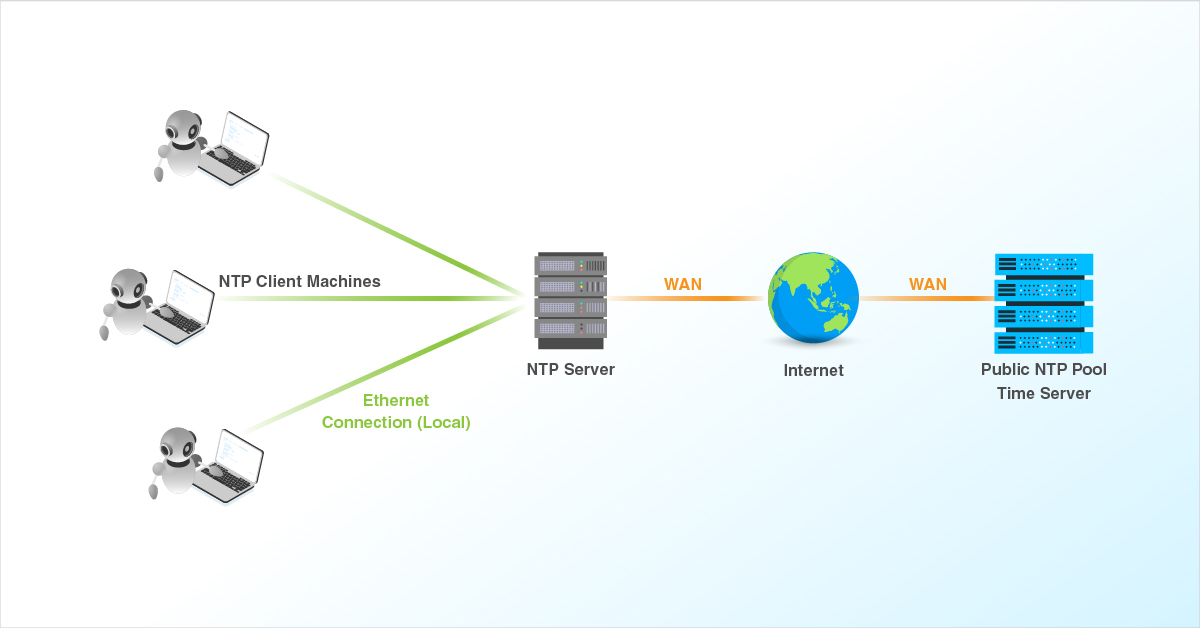 NTP Client Machines
Ethernet
Connection (Local)
NTP Server
WAN
Internet
WAN
Public NTP Pool
Time Server